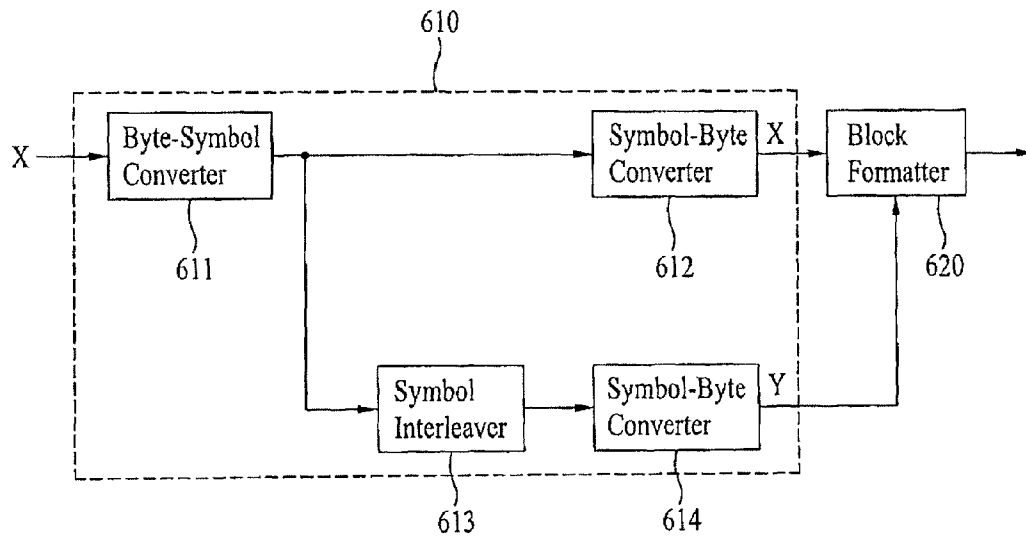 610
X
Byte-Symbol
Converter
611
Symbol-Byte
Converter
612
X
Block
Formatter
620
Symbol
Interleaver
613
Symbol-Byte
Converter
614
Y